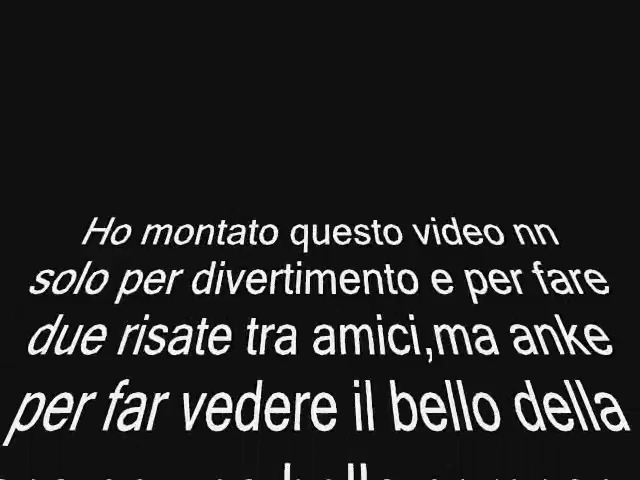 Ho montato questo video nn
solo per divertimento e per fare
due risate tra amici,ma anke
per far vedere il bello della